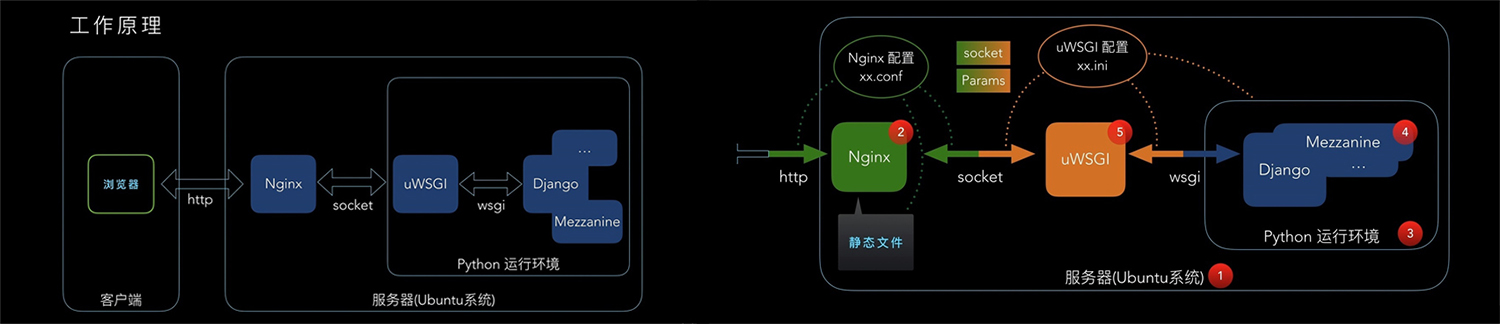 工作原理
浏览器
http
Nginx
socket
uWSGI
wsgi
...
Django
Mezzanine
Python 运行环境
客户端
服务器(Ubuntu系统)
Nginx 配置
xx.conf
socket
Params
uWSGI 配置
xx.ini
http
Nginx
2
socket
uWSGI
5
wsgi
Mezzanine
4
...
Django
静态文件
Python 运行环境
3
服务器(Ubuntu系统)
1